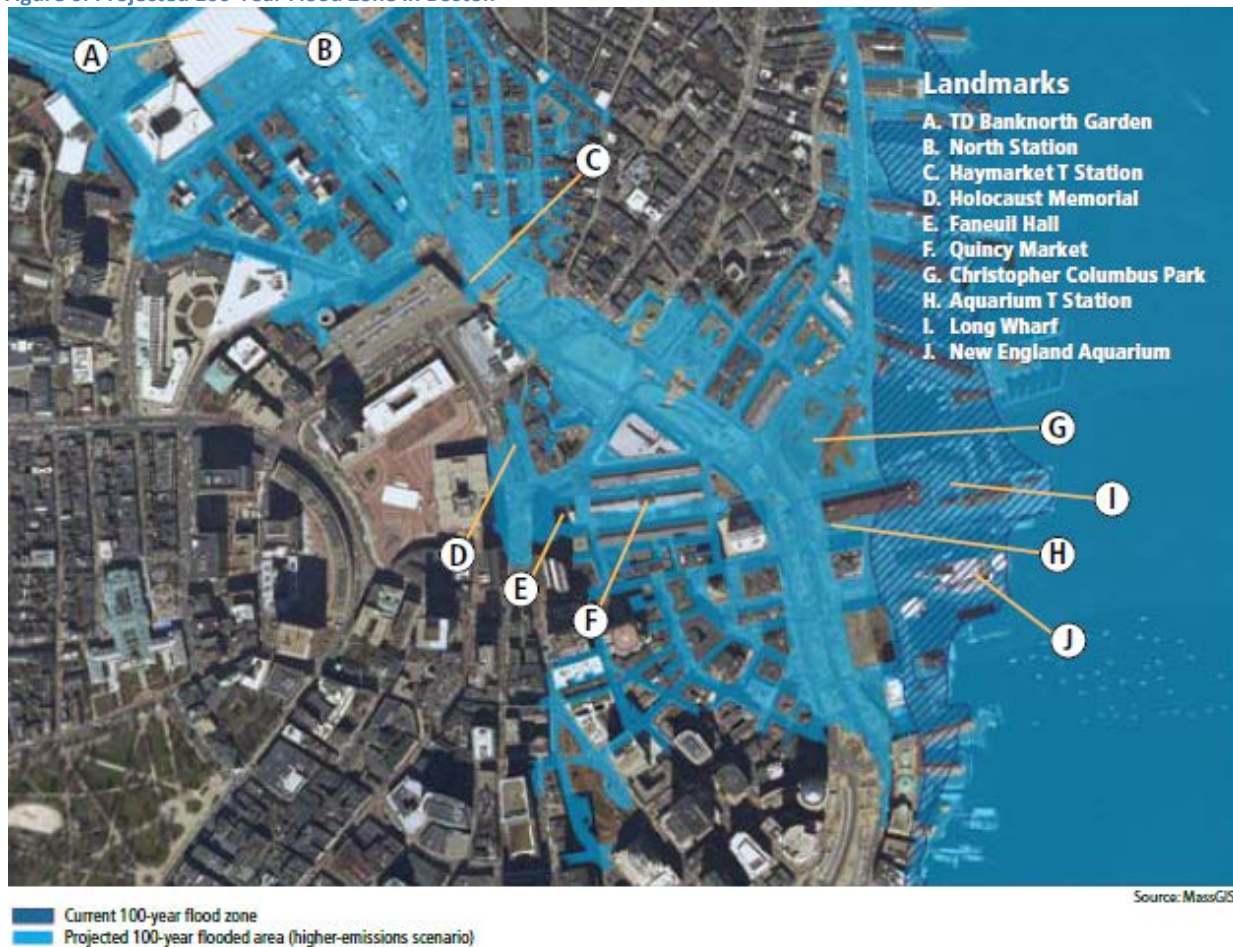 A
B
C
Landmarks
A. TD Banknorth Garden
B. North Station
C. Haymarket T Station
D. Holocaust Memorial
E. Faneuil Hall
F. Quincy Market
G. Christopher Columbus Park
H. Aquarium T Station
I. Long Wharf
J. New England Aquarium
G
I
D
H
E
F
J
Source: MassGIS
Current 100-year flood zone
Projected 100-year flooded area (higher-emissions scenario)